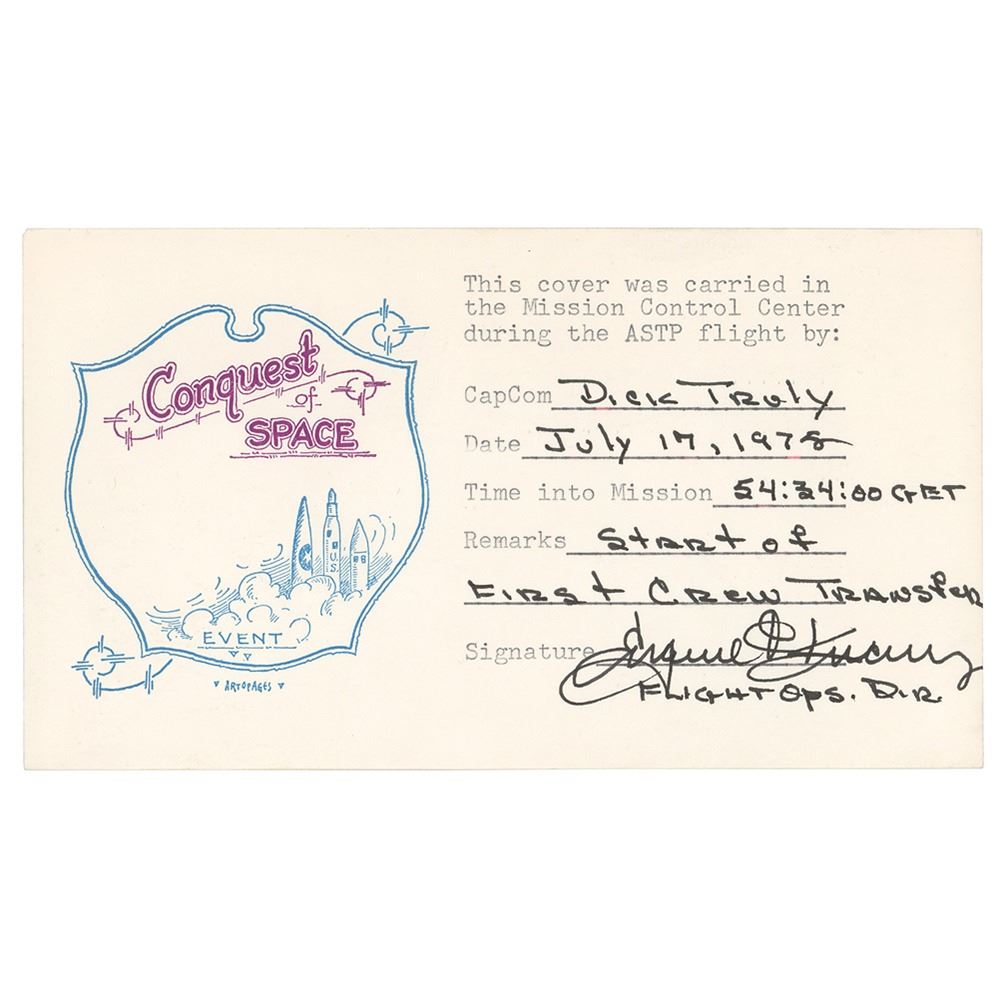 Conquest
of
SPACE
U.S.
EVENT
ARTOPAGES
This cover was carried in
the Mission Control Center
during the ASTP flight by:
CapCom Dick Truly
Date July 17, 1975
Time into Mission 54:34:00 GET
Remarks Start of
First Crew Transfer
Signature
Flight Ops. Dir.